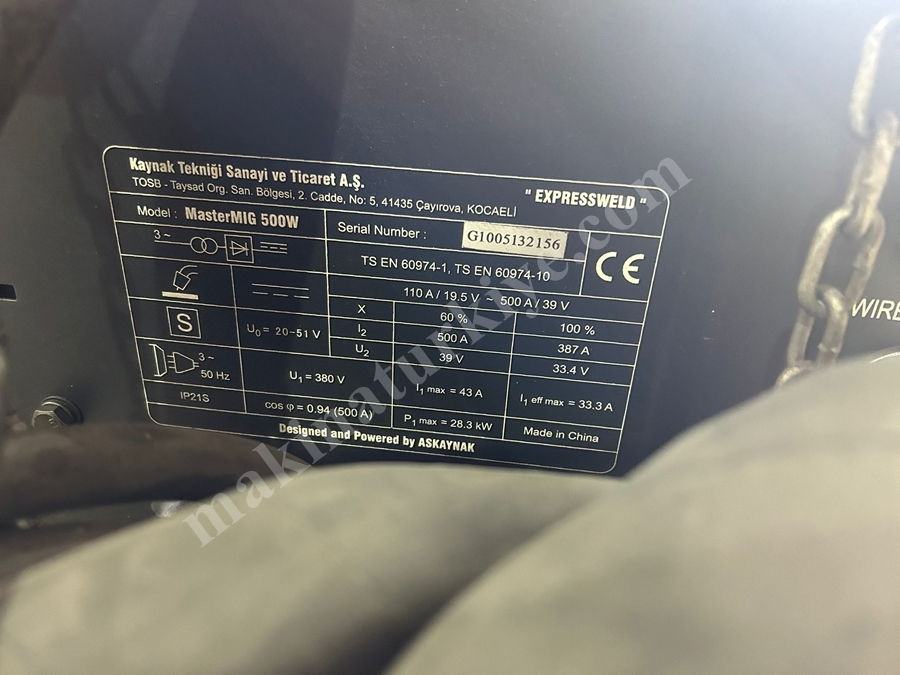 Kaynak Tekniği Sanayi ve Ticaret A.Ş.
TOSB - Taysad Org. San. Bölgesi, 2. Cadde, No: 5, 41435 Çayırova, KOCAELİ
" EXPRESSWELD "
Model : MasterMIG 500W
Serial Number : G1005132156
3 ~
TS EN 60974-1, TS EN 60974-10
CE
110 A / 19.5 V ~ 500 A / 39 V
S
U0 = 20-51 V
X 60 % 100 %
I2 500 A 387 A
U2 39 V 33.4 V
3 ~
50 Hz
U1 = 380 V
I1 max = 43 A
I1 eff max = 33.3 A
IP21S
cos φ = 0.94 (500 A)
P1 max = 28.3 kW
Made in China
Designed and Powered by ASKAYNAK
WIRE
makinaturkiye.com